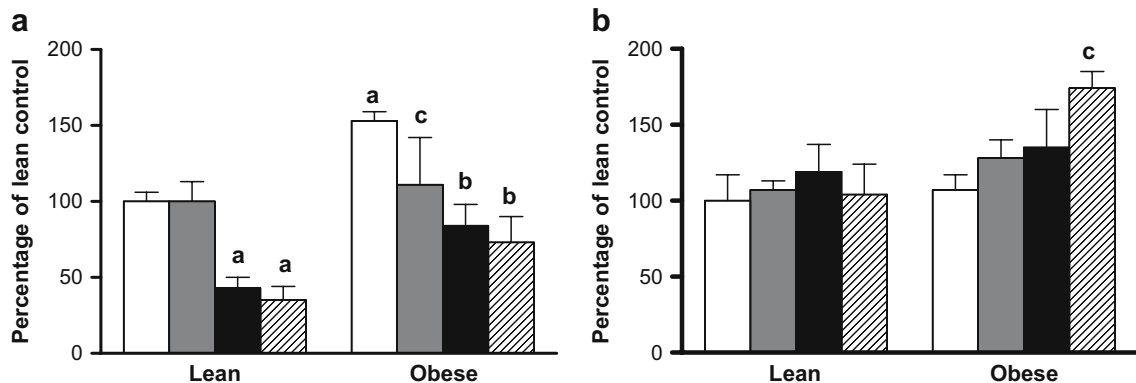 a
Percentage of lean control
200
150
100
50
0
a
a
a
c
b
b
Lean Obese
b
Percentage of lean control
200
150
100
50
0
c
Lean Obese